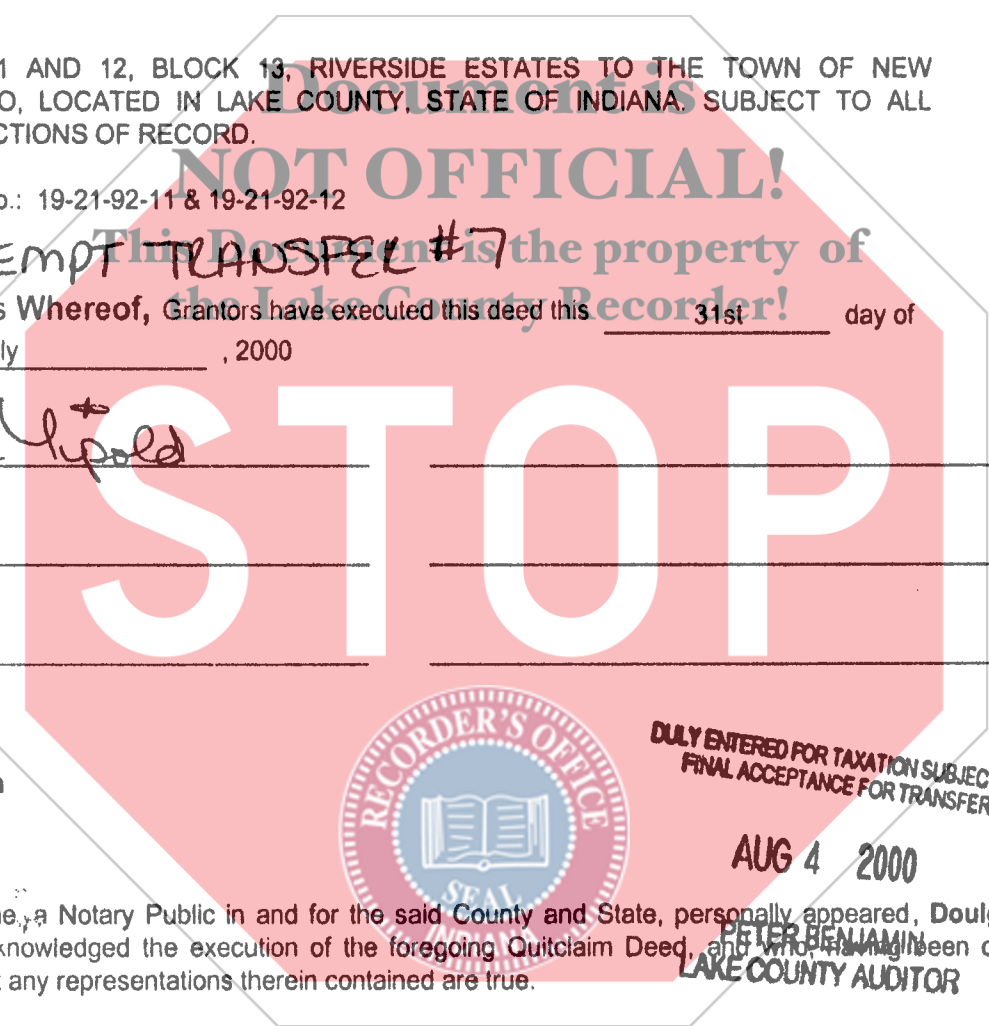 1 AND 12, BLOCK 13, RIVERSIDE ESTATES TO THE TOWN OF NEW
O, LOCATED IN LAKE COUNTY, STATE OF INDIANA. SUBJECT TO ALL
CTIONS OF RECORD.
Document is
NOT OFFICIAL!
This Document is the property of
the Lake County Recorder!
o.: 19-21-92-11 & 19-21-92-12
EMPT TRANSFER #7
s Whereof, Grantors have executed this deed this 31st day of
ly , 2000
STOP
RECORDER'S OFFICE
SEAL
INDIANA
DULY ENTERED FOR TAXATION SUBJEC
FINAL ACCEPTANCE FOR TRANSFER
AUG 4 2000
ne, a Notary Public in and for the said County and State, personally appeared, Doulg
knowledged the execution of the foregoing Quitclaim Deed, and who, having been d
t any representations therein contained are true.
PETER BENJAMIN
LAKE COUNTY AUDITOR